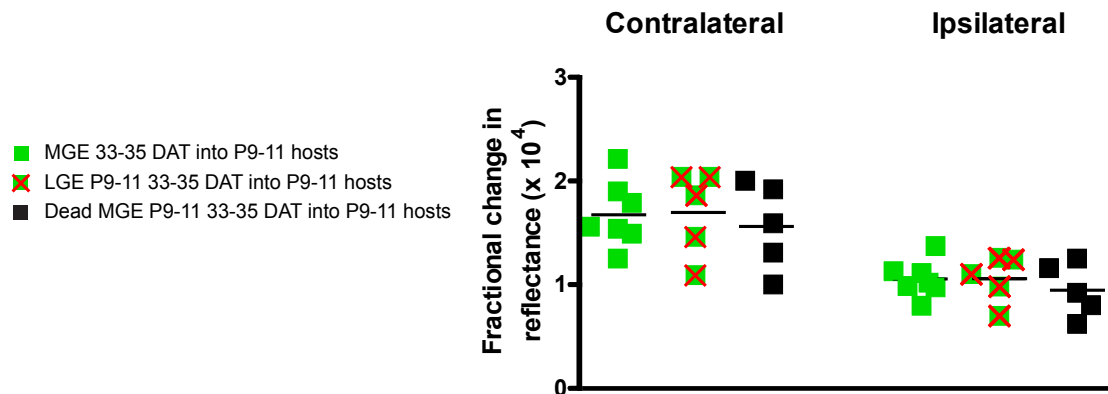 Contralateral
Ipsilateral
MGE 33-35 DAT into P9-11 hosts
LGE P9-11 33-35 DAT into P9-11 hosts
Dead MGE P9-11 33-35 DAT into P9-11 hosts
Fractional change in
reflectance (x 10⁴)
3
2
1
0